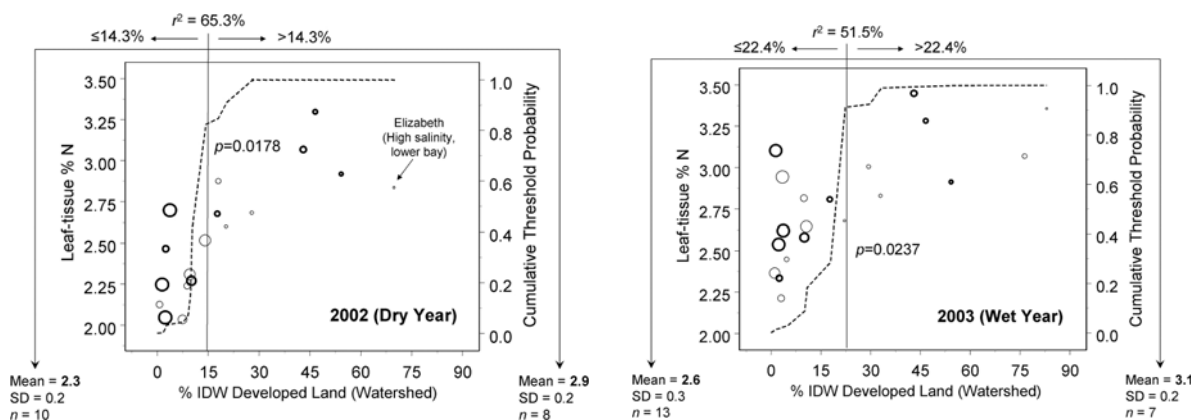 r² = 65.3%
≤14.3%
>14.3%
3.50
3.25
3.00
2.75
2.50
2.25
2.00
Leaf-tissue % N
1.0
0.8
0.6
0.4
0.2
0.0
Cumulative Threshold Probability
p=0.0178
Elizabeth
(High salinity,
lower bay)
2002 (Dry Year)
0 15 30 45 60 75 90
% IDW Developed Land (Watershed)
Mean = 2.3
SD = 0.2
n = 10
Mean = 2.9
SD = 0.2
n = 8
r² = 51.5%
≤22.4%
>22.4%
3.50
3.25
3.00
2.75
2.50
2.25
2.00
Leaf-tissue % N
1.0
0.8
0.6
0.4
0.2
0.0
Cumulative Threshold Probability
p=0.0237
2003 (Wet Year)
0 15 30 45 60 75 90
% IDW Developed Land (Watershed)
Mean = 2.6
SD = 0.3
n = 13
Mean = 3.1
SD = 0.2
n = 7